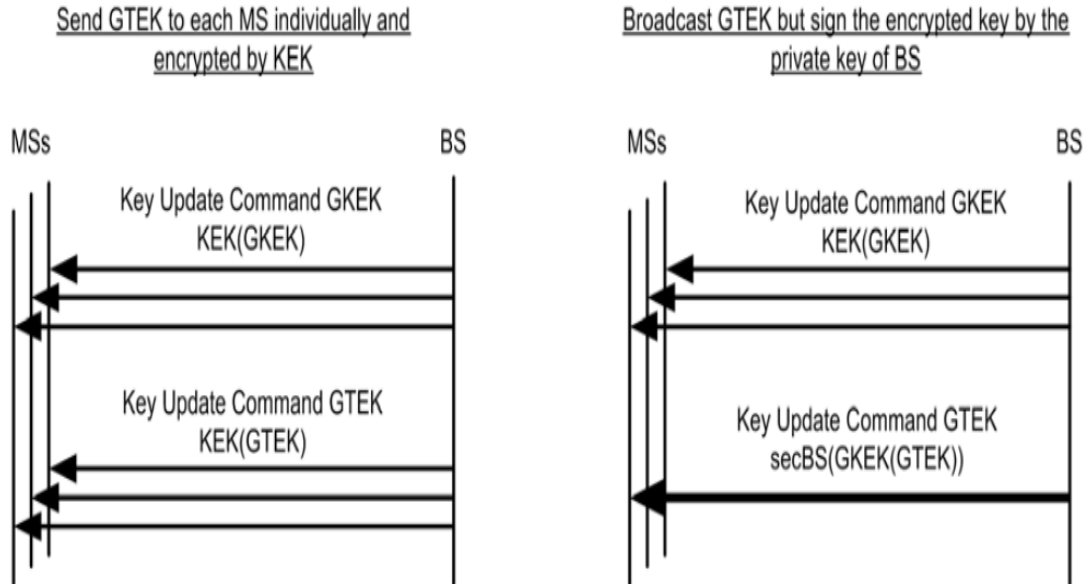 Send GTEK to each MS individually and
encrypted by KEK
MSs
BS
Key Update Command GKEK
KEK(GKEK)
Key Update Command GTEK
KEK(GTEK)
Broadcast GTEK but sign the encrypted key by the
private key of BS
MSs
BS
Key Update Command GKEK
KEK(GKEK)
Key Update Command GTEK
secBS(GKEK(GTEK))